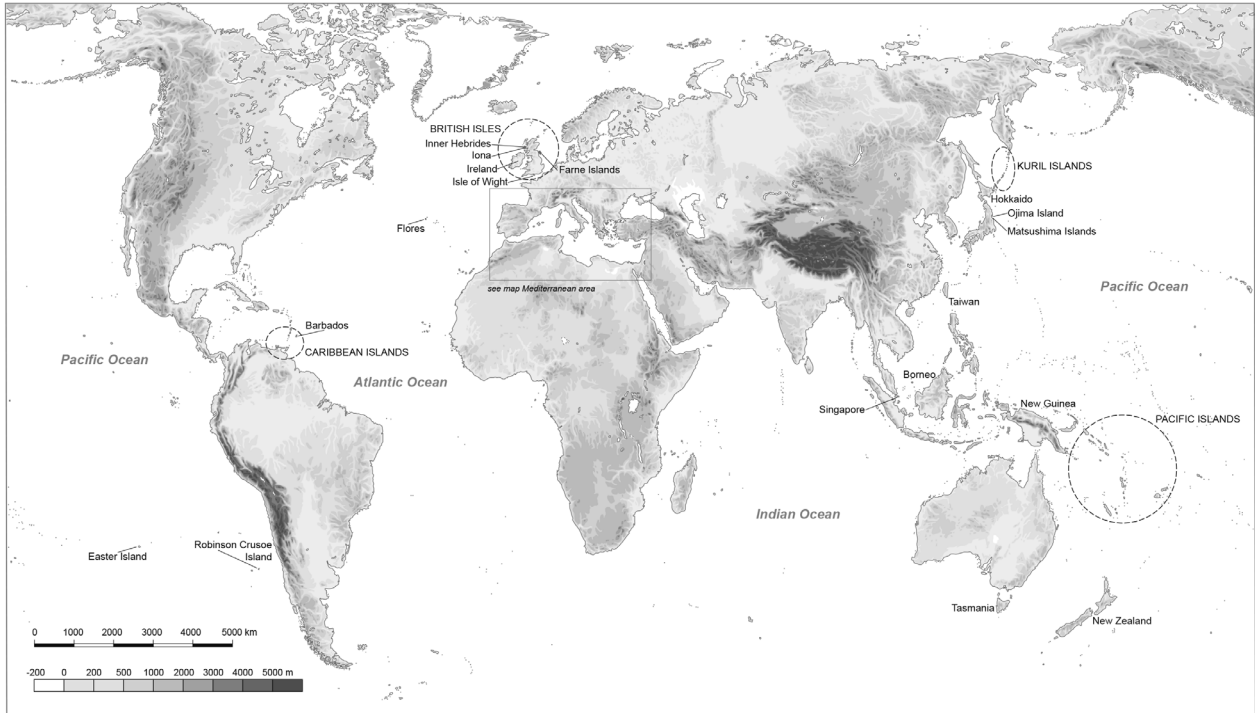 BRITISH ISLES
Inner Hebrides
Iona
Ireland
Isle of Wight
Farne Islands
KURIL ISLANDS
Hokkaido
Ojima Island
Matsushima Islands
Flores
see map Mediterranean area
Pacific Ocean
Taiwan
Barbados
CARIBBEAN ISLANDS
Pacific Ocean
Atlantic Ocean
Borneo
Singapore
New Guinea
PACIFIC ISLANDS
Indian Ocean
Easter Island
Robinson Crusoe
Island
Tasmania
New Zealand
0 1000 2000 3000 4000 5000 km
-200 0 200 500 1000 2000 3000 4000 5000 m